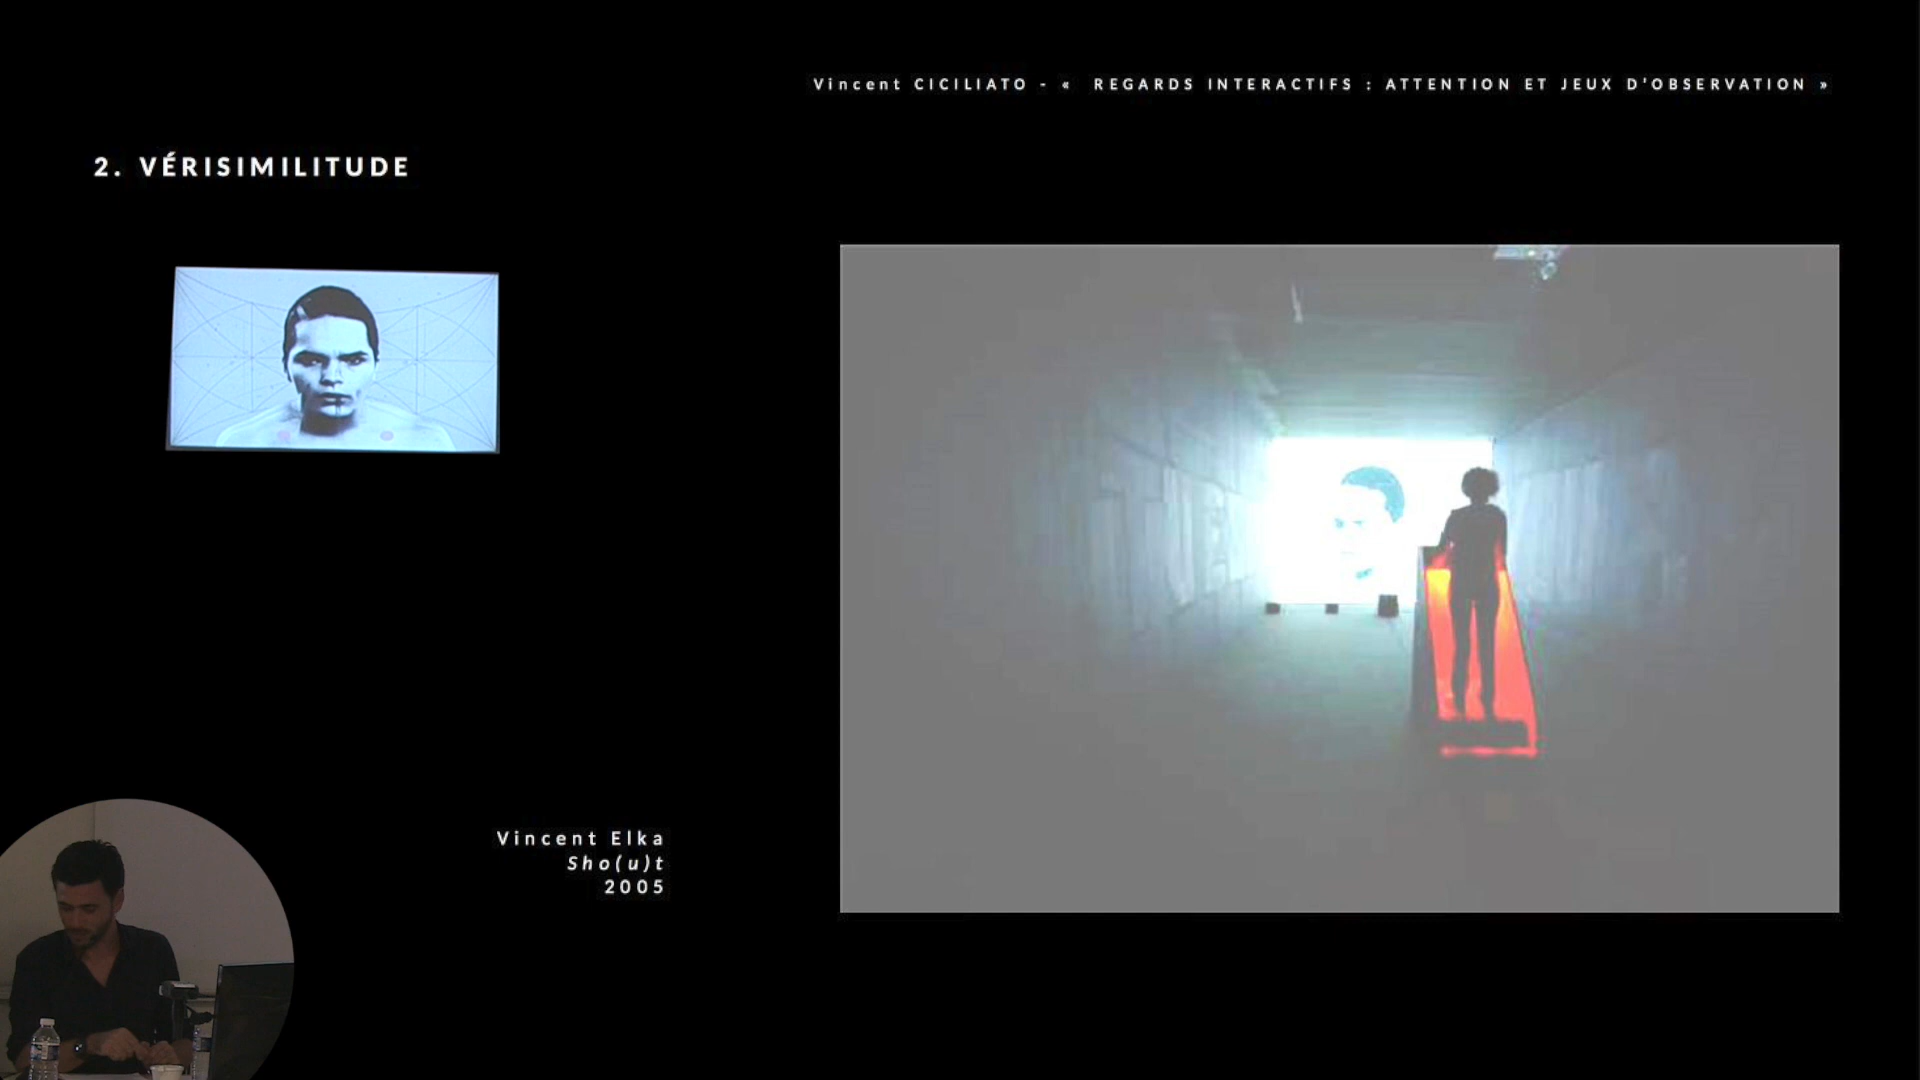 Vincent CICILIATO - « REGARDS INTERACTIFS : ATTENTION ET JEUX D'OBSERVATION »
2. VÉRISIMILITUDE
Vincent Elka
Sho(u)t
2005